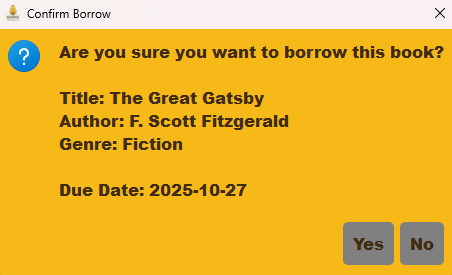 Confirm Borrow
Are you sure you want to borrow this book?
Title: The Great Gatsby
Author: F. Scott Fitzgerald
Genre: Fiction
Due Date: 2025-10-27
Yes No